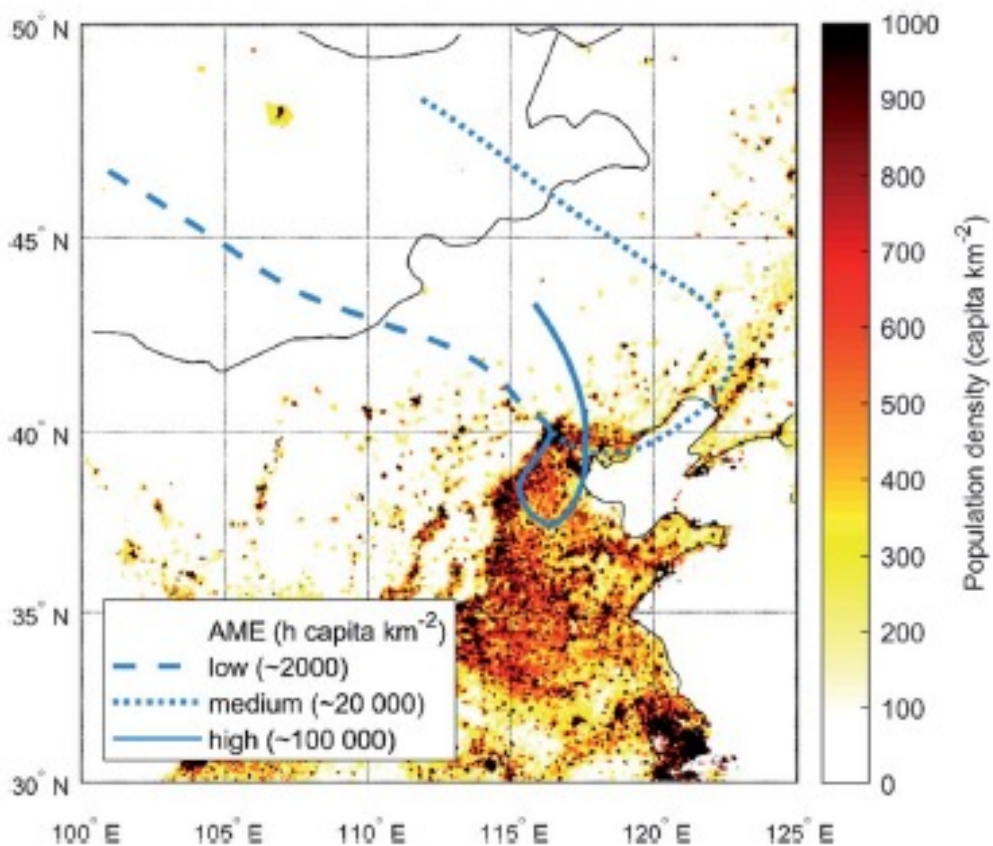 50° N
45° N
40° N
35° N
30° N
100° E
105° E
110° E
115° E
120° E
125° E
AME (h capita km-2)
low (~2000)
medium (~20 000)
high (~100 000)
1000
900
800
700
600
500
400
300
200
100
0
Population density (capita km-2)